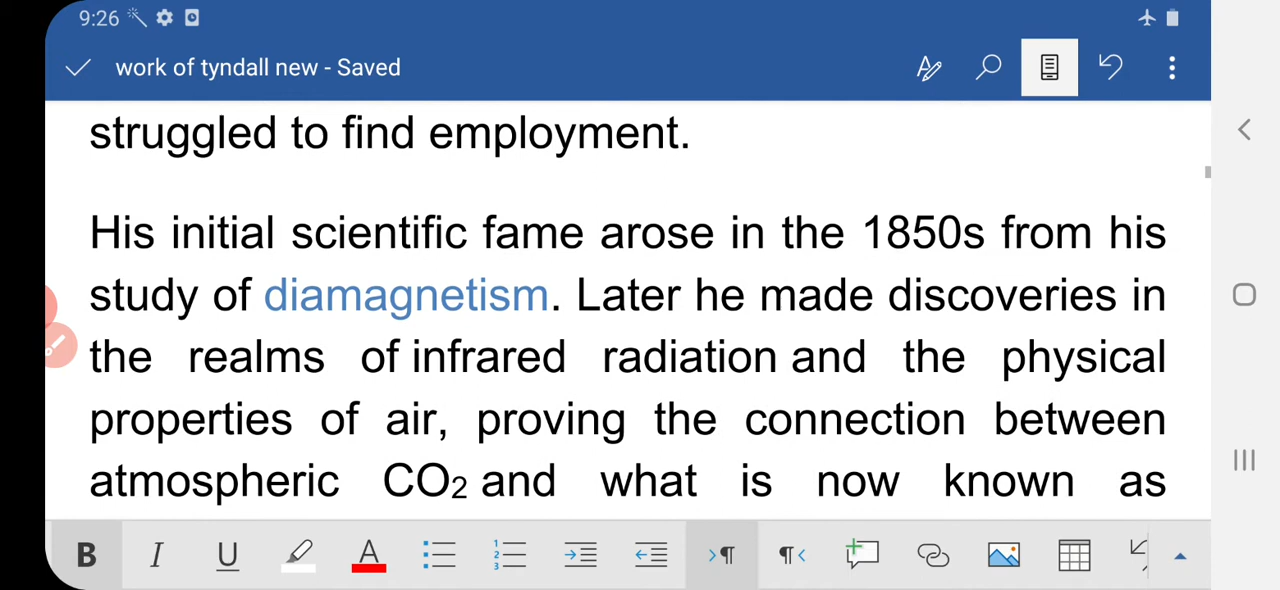 9:26
work of tyndall new - Saved
struggled to find employment.
His initial scientific fame arose in the 1850s from his
study of diamagnetism. Later he made discoveries in
the realms of infrared radiation and the physical
properties of air, proving the connection between
atmospheric CO₂ and what is now known as
B I U A